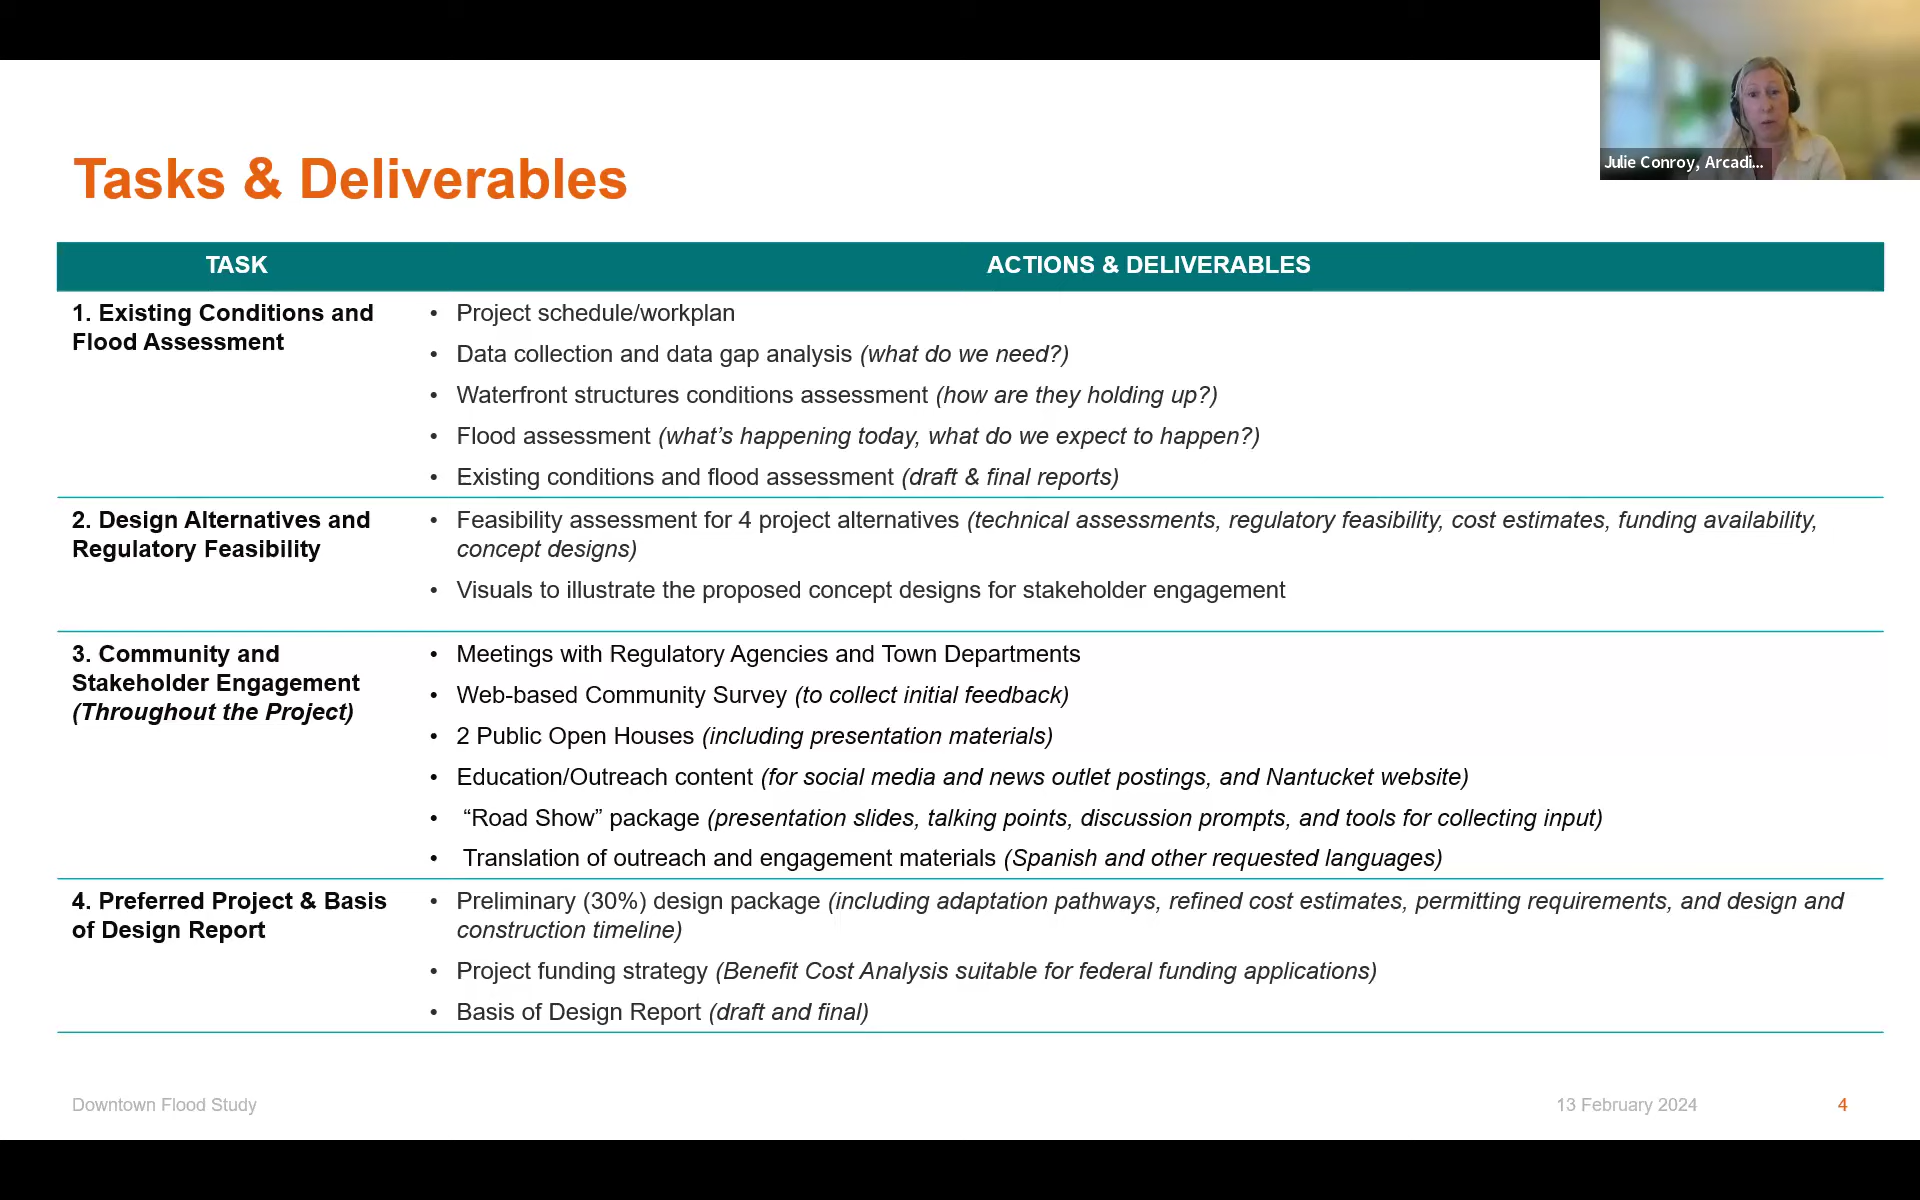 Julie Conroy, Arcadi...
Tasks & Deliverables
TASK
ACTIONS & DELIVERABLES
1. Existing Conditions and
Flood Assessment
• Project schedule/workplan
• Data collection and data gap analysis (what do we need?)
• Waterfront structures conditions assessment (how are they holding up?)
• Flood assessment (what’s happening today, what do we expect to happen?)
• Existing conditions and flood assessment (draft & final reports)
2. Design Alternatives and
Regulatory Feasibility
• Feasibility assessment for 4 project alternatives (technical assessments, regulatory feasibility, cost estimates, funding availability,
concept designs)
• Visuals to illustrate the proposed concept designs for stakeholder engagement
3. Community and
Stakeholder Engagement
(Throughout the Project)
• Meetings with Regulatory Agencies and Town Departments
• Web-based Community Survey (to collect initial feedback)
• 2 Public Open Houses (including presentation materials)
• Education/Outreach content (for social media and news outlet postings, and Nantucket website)
• “Road Show” package (presentation slides, talking points, discussion prompts, and tools for collecting input)
• Translation of outreach and engagement materials (Spanish and other requested languages)
4. Preferred Project & Basis
of Design Report
• Preliminary (30%) design package (including adaptation pathways, refined cost estimates, permitting requirements, and design and
construction timeline)
• Project funding strategy (Benefit Cost Analysis suitable for federal funding applications)
• Basis of Design Report (draft and final)
Downtown Flood Study
13 February 2024
4